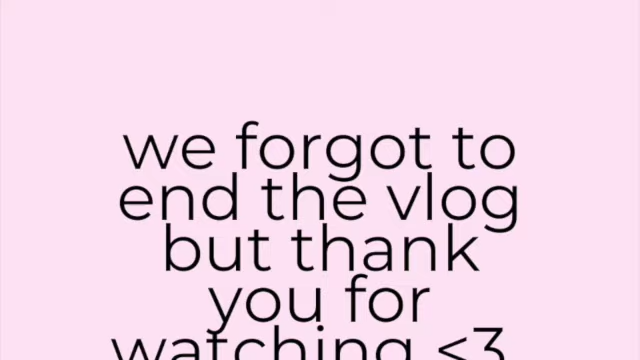 we forgot to
end the vlog
but thank
you for
watching <3